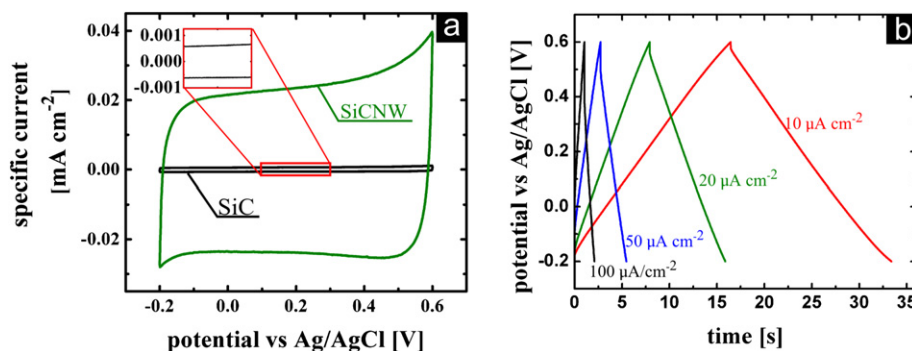 a
0.04
0.02
0.00
-0.02
0.001
0.000
-0.001
SiCNW
SiC
-0.2
0.0
0.2
0.4
0.6
specific current
[mA cm-2]
potential vs Ag/AgCl [V]
b
0.6
0.4
0.2
0.0
-0.2
10 µA cm-2
20 µA cm-2
50 µA cm-2
100 µA/cm-2
0
5
10
15
20
25
30
35
potential vs Ag/AgCl [V]
time [s]